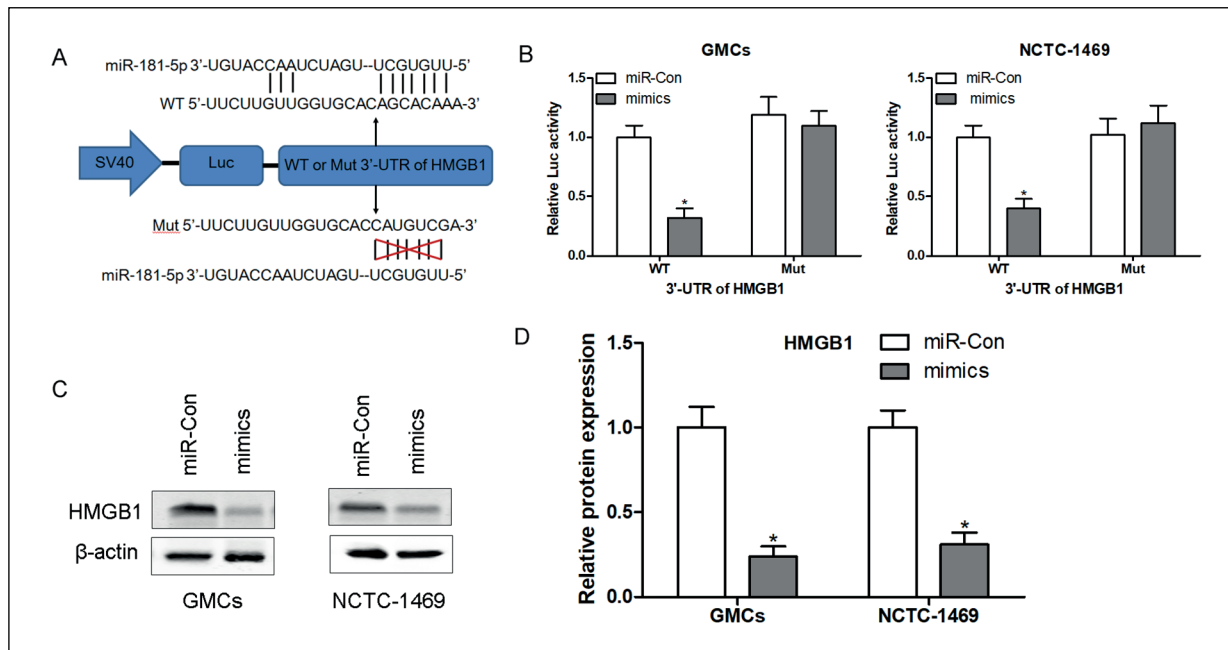 A
miR-181-5p 3'-UGUACCAAUCUAGU--UCGUGUU-5'
WT 5'-UUCUUGUUGGUGCACAGCACAAA-3'
SV40
Luc
WT or Mut 3'-UTR of HMGB1
Mut 5'-UUCUUGUUGGUGCACCAUGUCGA-3'
miR-181-5p 3'-UGUACCAAUCUAGU--UCGUGUU-5'
B
GMCs
miR-Con
mimics
Relative Luc activity
1.5
1.0
0.5
0.0
*
WT
Mut
3'-UTR of HMGB1
NCTC-1469
miR-Con
mimics
Relative Luc activity
1.5
1.0
0.5
0.0
*
WT
Mut
3'-UTR of HMGB1
C
miR-Con
mimics
miR-Con
mimics
HMGB1
β-actin
GMCs
NCTC-1469
D
HMGB1
miR-Con
mimics
Relative protein expression
1.5
1.0
0.5
0.0
*
*
GMCs
NCTC-1469